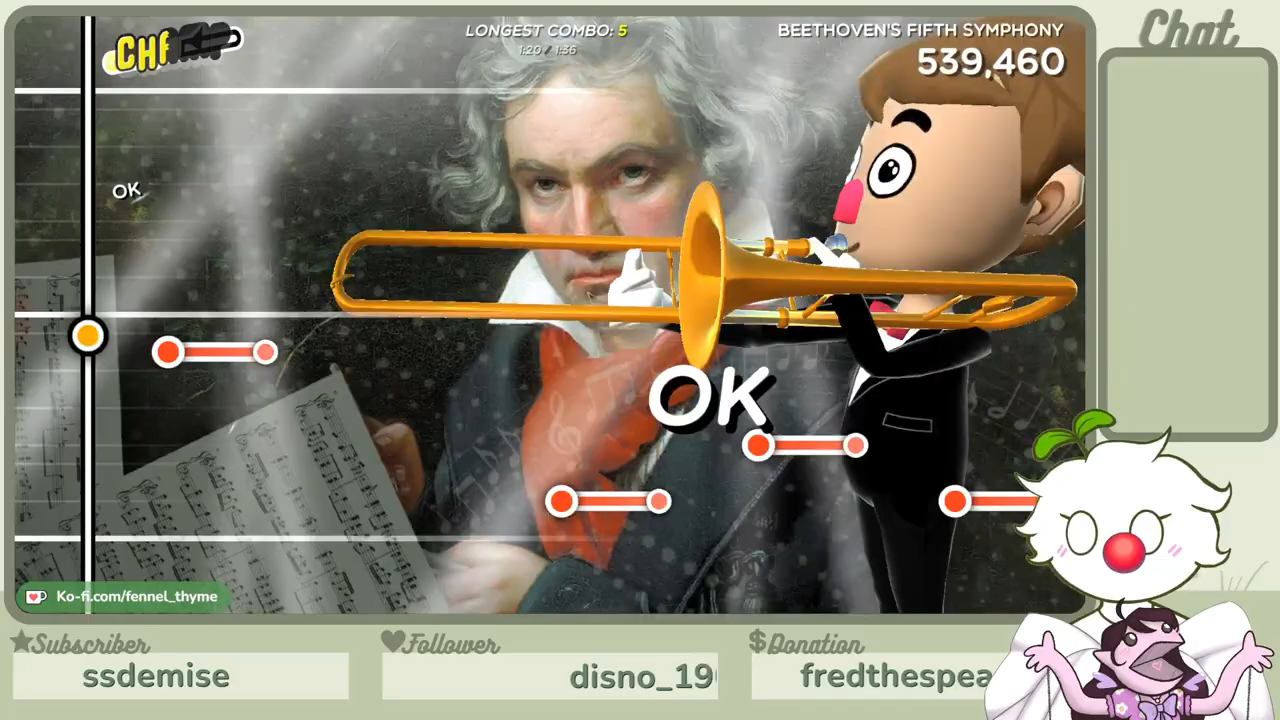 LONGEST COMBO: 5
1:20 / 1:36
BEETHOVEN'S FIFTH SYMPHONY
539,460
OK
OK
Ko-fi.com/fennel_thyme
Chat
Subscriber
ssdemise
Follower
disno_19
Donation
fredthespea